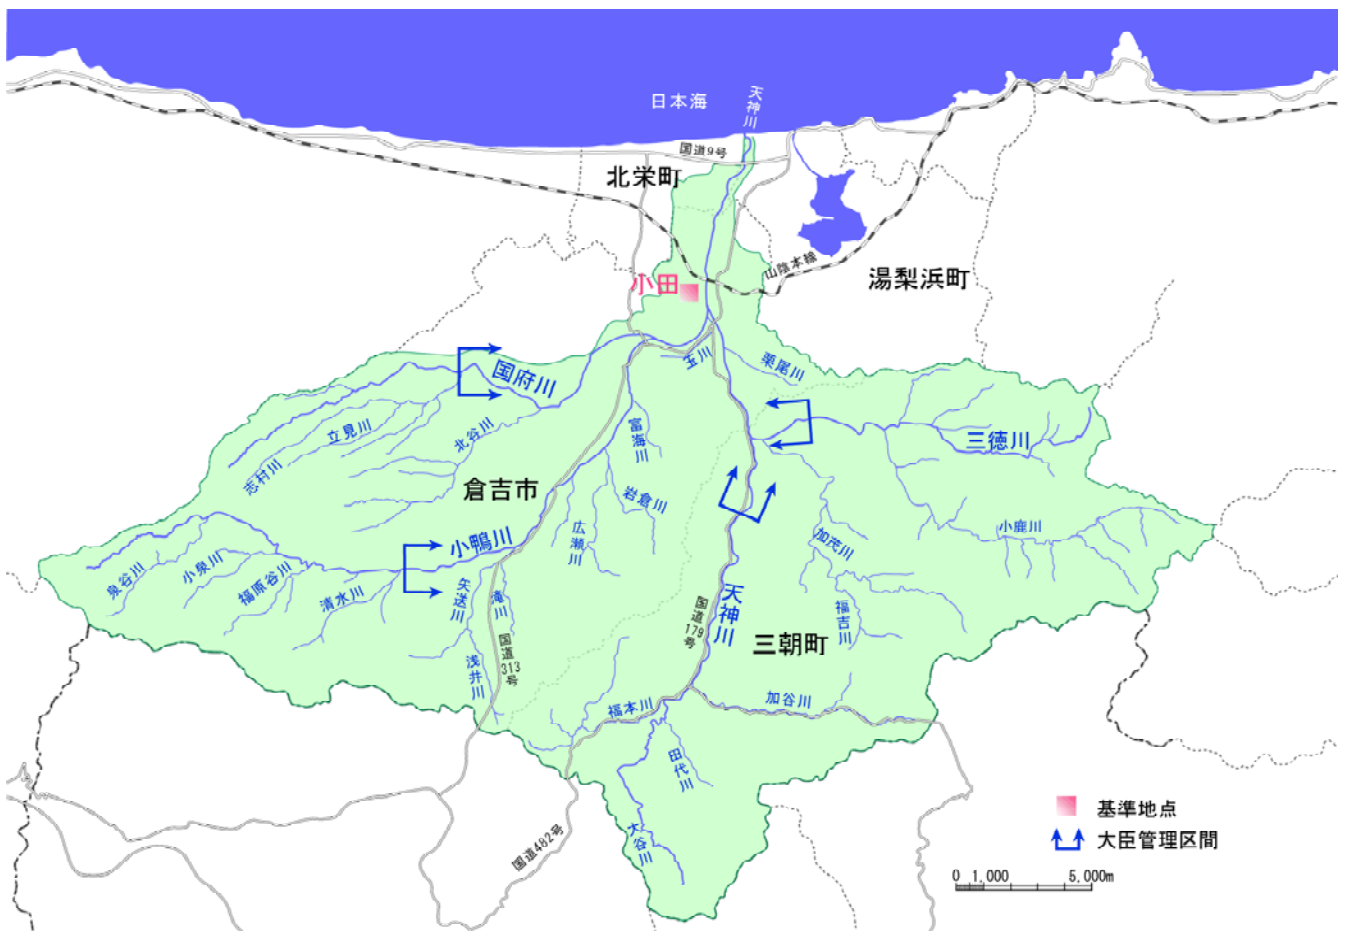 日本海
天神川
国道9号
北栄町
山陰本線
湯梨浜町
小田
玉川
栗尾川
国府川
立見川
北谷川
志村川
富海川
三徳川
倉吉市
岩倉川
広瀬川
小鴨川
小鹿川
加茂川
泉谷川
小泉川
福原谷川
清水川
矢送川
滝川
国道313号
浅井川
天神川
国道179号
福吉川
三朝町
福本川
加谷川
田代川
大谷川
国道482号
基準地点
大臣管理区間
0 1,000 5,000m